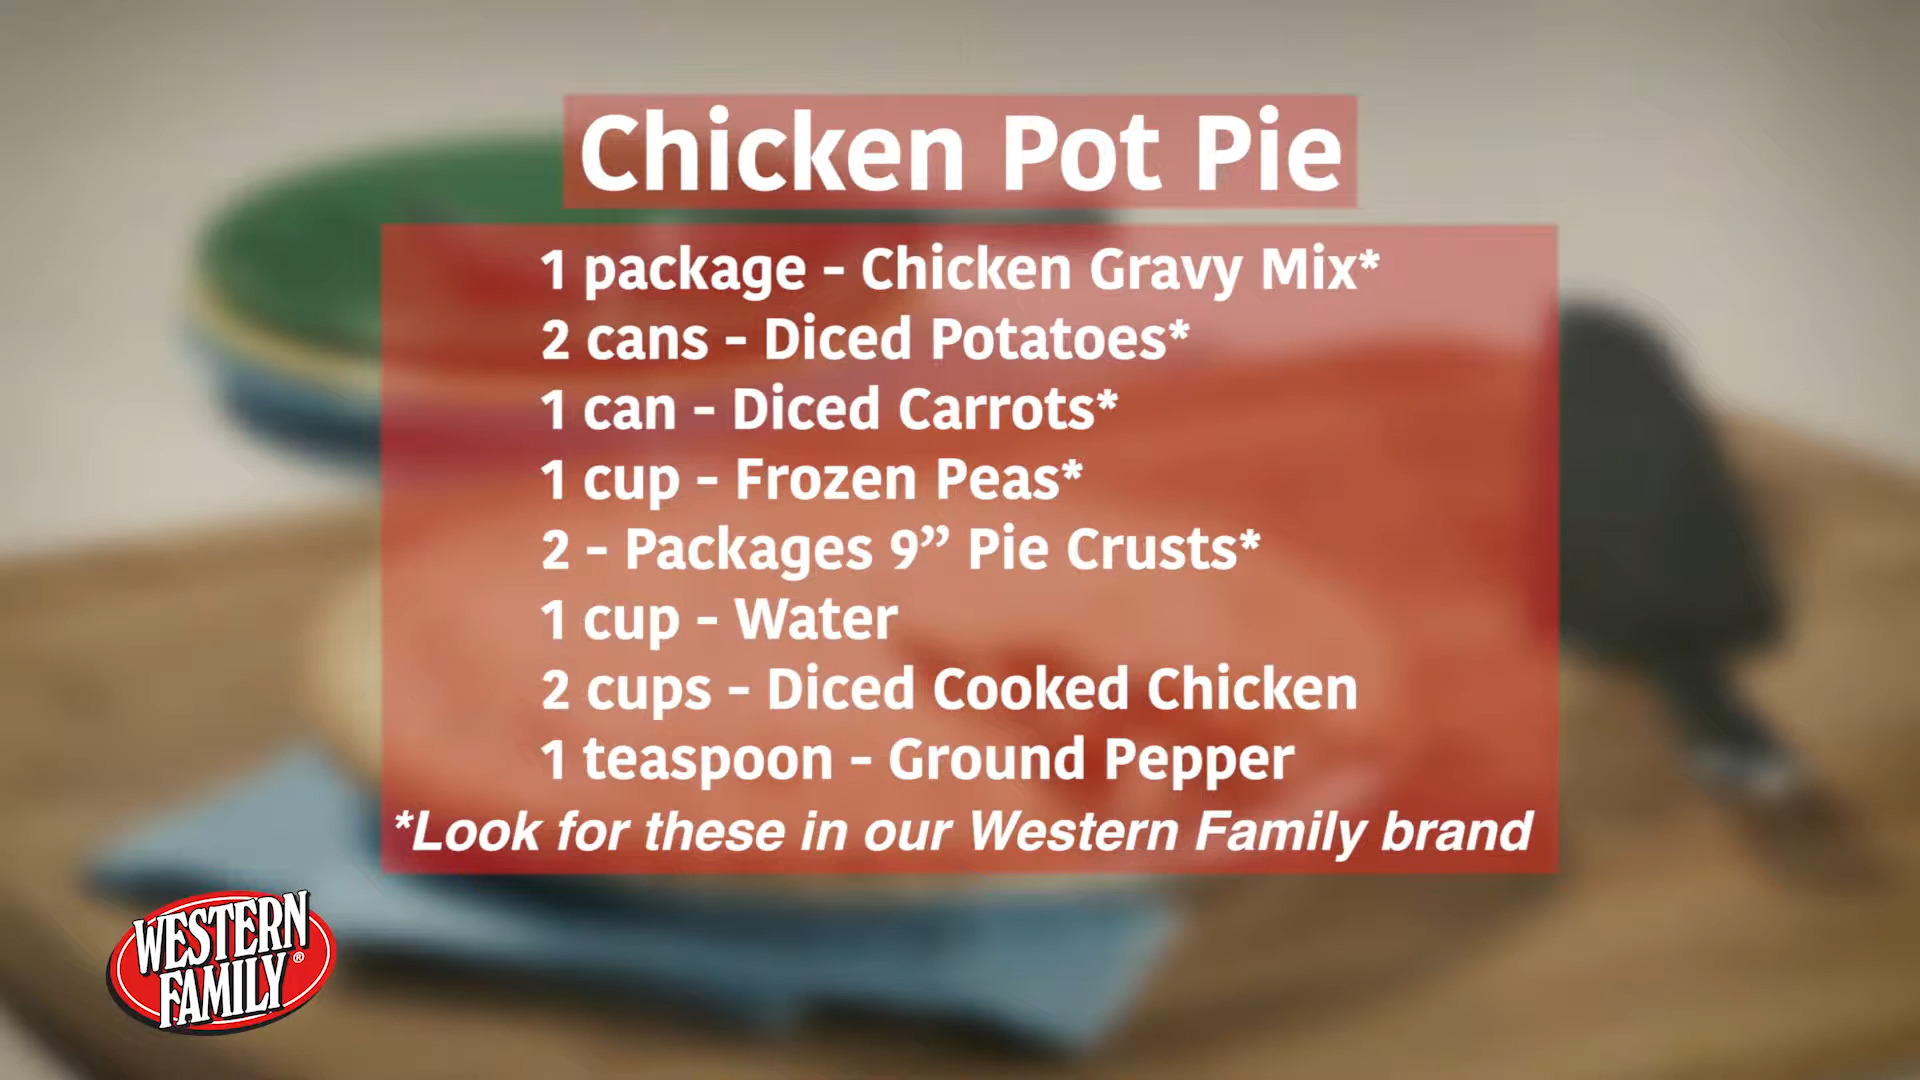 Chicken Pot Pie
1 package - Chicken Gravy Mix*
2 cans - Diced Potatoes*
1 can - Diced Carrots*
1 cup - Frozen Peas*
2 - Packages 9” Pie Crusts*
1 cup - Water
2 cups - Diced Cooked Chicken
1 teaspoon - Ground Pepper
*Look for these in our Western Family brand
WESTERN
FAMILY®